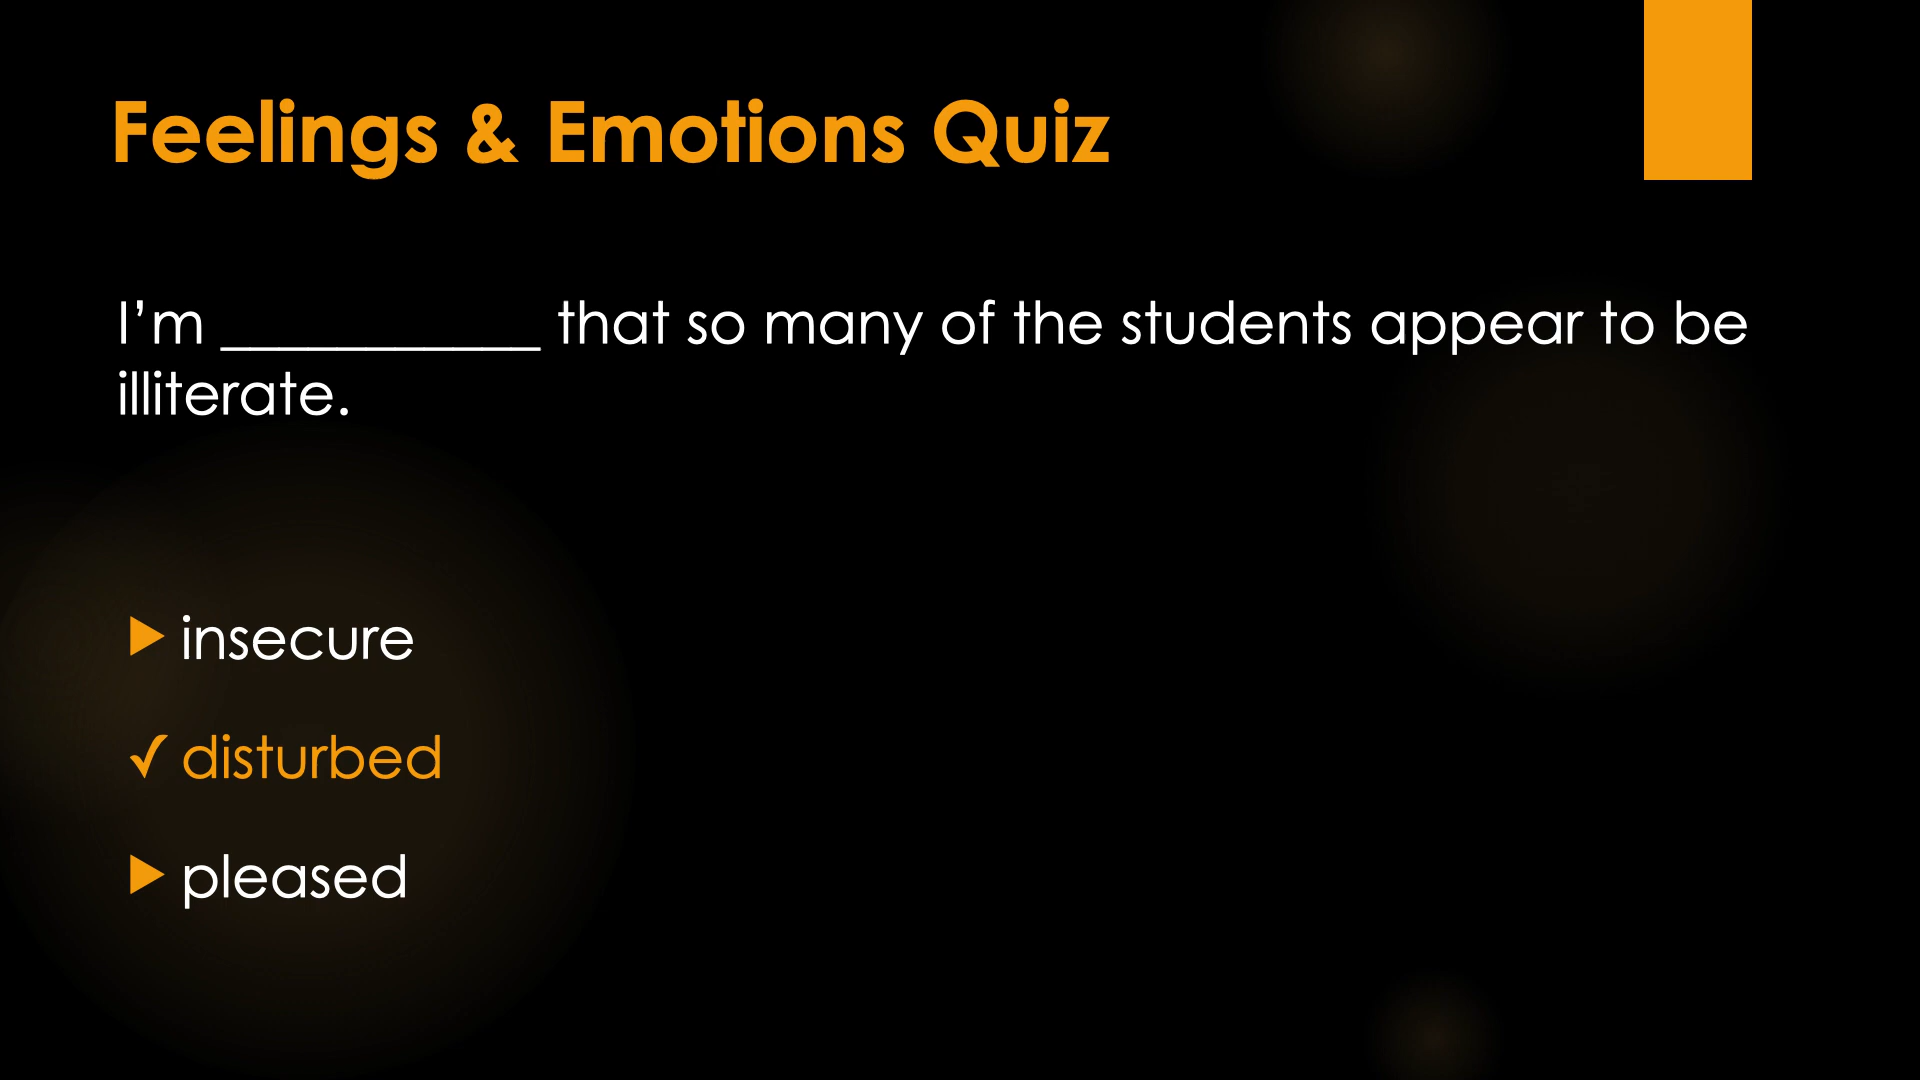 Feelings & Emotions Quiz
I’m ___________ that so many of the students appear to be
illiterate.
▶ insecure
✓ disturbed
▶ pleased